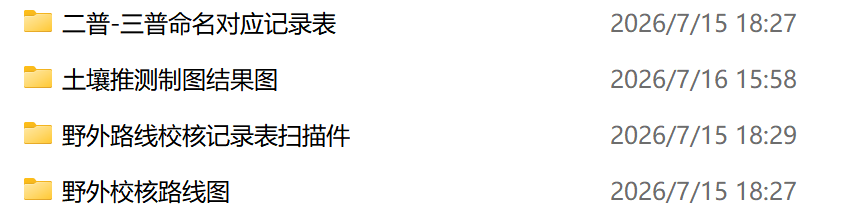 二普-三普命名对应记录表 2026/7/15 18:27
土壤推测制图结果图 2026/7/16 15:58
野外路线校核记录表扫描件 2026/7/15 18:29
野外校核路线图 2026/7/15 18:27